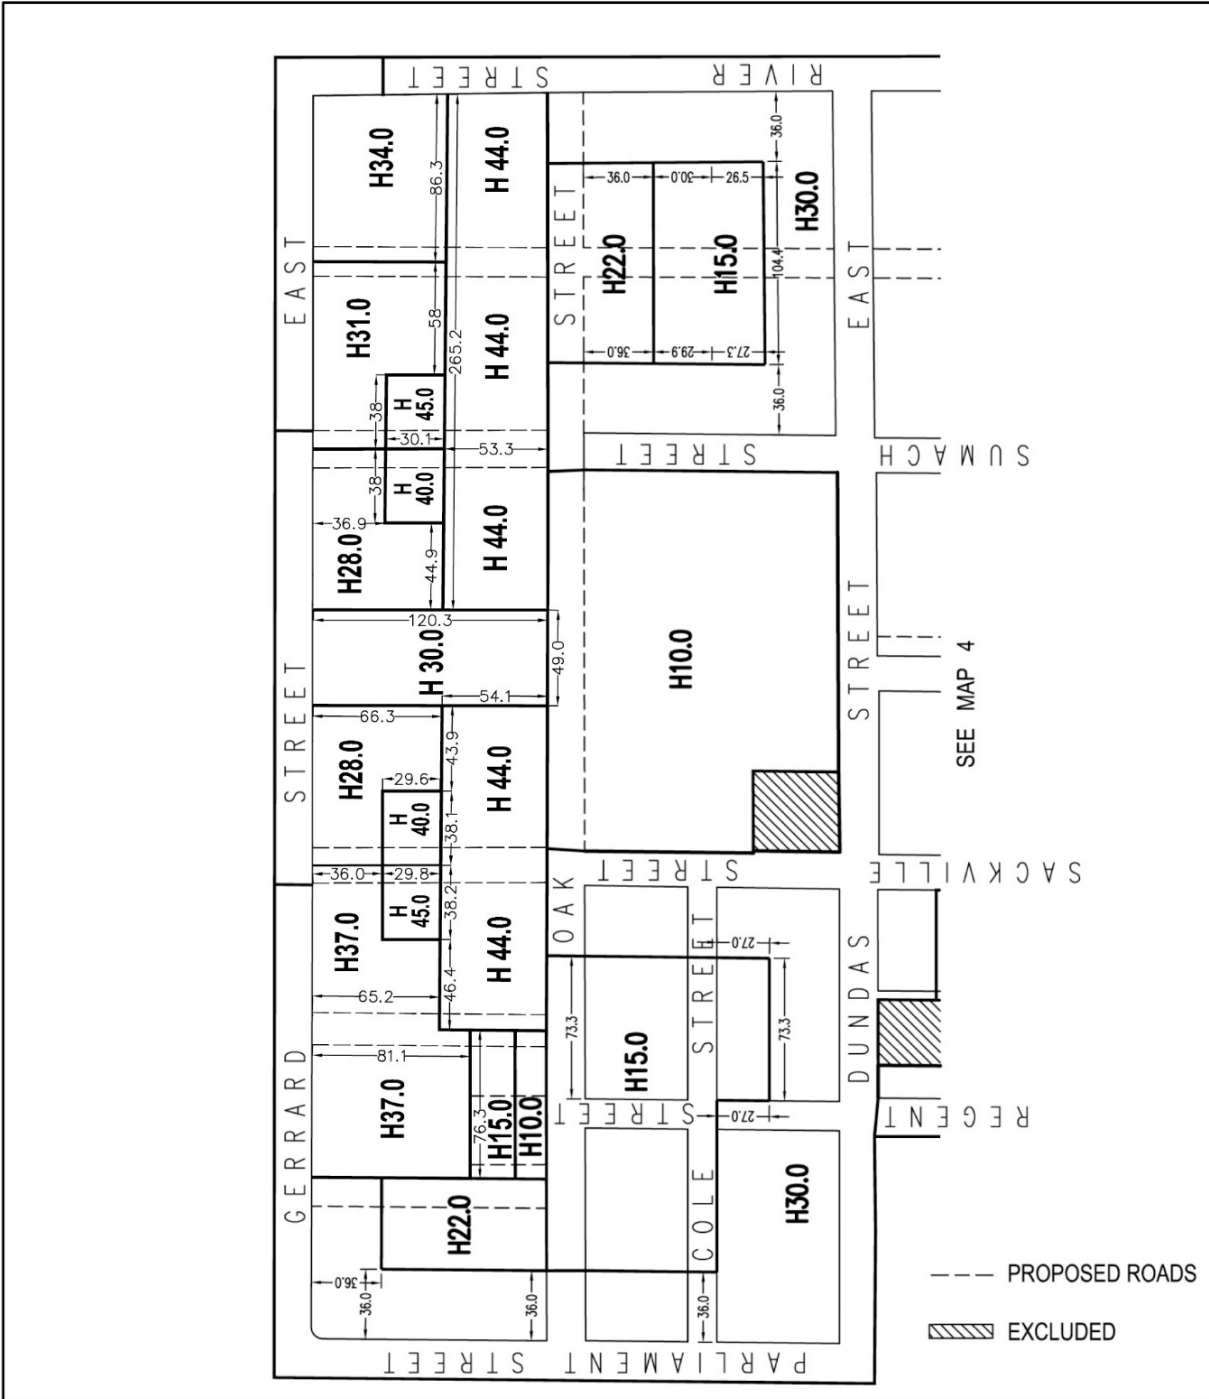 RIVER STREET
GERRARD STREET EAST
OAK STREET
DUNDAS STREET EAST
SUMACH STREET
SACKVILLE STREET
COLE STREET
REGENT STREET
PARLIAMENT STREET
H34.0
86.3
H 44.0
36.0
36.0
30.0
26.5
H30.0
H31.0
58
265.2
H 44.0
H22.0
H15.0
104.4
36.0
29.9
27.3
36.0
38
H 45.0
30.1
53.3
38
H 40.0
36.9
H28.0
44.9
H 44.0
120.3
H 30.0
49.0
54.1
H10.0
66.3
H28.0
29.6
43.9
H 44.0
H 40.0
38.1
36.0
29.8
H 45.0
38.2
H37.0
H 44.0
46.4
65.2
27.0
73.3
H15.0
73.3
27.0
81.1
H37.0
76.3
H15.0
H10.0
H22.0
H30.0
36.0
36.0
36.0
36.0
SEE MAP 4
PROPOSED ROADS
EXCLUDED